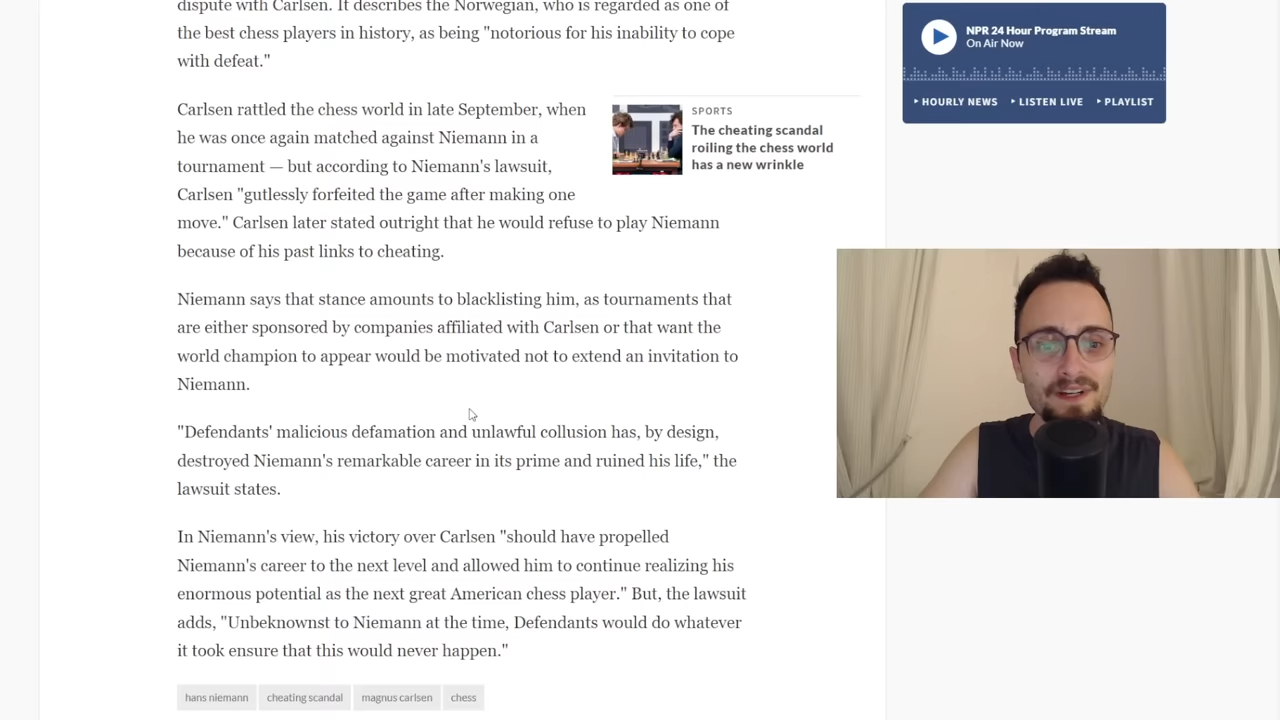 dispute with Carlsen. It describes the Norwegian, who is regarded as one of
the best chess players in history, as being "notorious for his inability to cope
with defeat."
Carlsen rattled the chess world in late September, when
he was once again matched against Niemann in a
tournament — but according to Niemann's lawsuit,
Carlsen "gutlessly forfeited the game after making one
move." Carlsen later stated outright that he would refuse to play Niemann
because of his past links to cheating.
SPORTS
The cheating scandal
roiling the chess world
has a new wrinkle
Niemann says that stance amounts to blacklisting him, as tournaments that
are either sponsored by companies affiliated with Carlsen or that want the
world champion to appear would be motivated not to extend an invitation to
Niemann.
"Defendants' malicious defamation and unlawful collusion has, by design,
destroyed Niemann's remarkable career in its prime and ruined his life," the
lawsuit states.
In Niemann's view, his victory over Carlsen "should have propelled
Niemann's career to the next level and allowed him to continue realizing his
enormous potential as the next great American chess player." But, the lawsuit
adds, "Unbeknownst to Niemann at the time, Defendants would do whatever
it took ensure that this would never happen."
hans niemann cheating scandal magnus carlsen chess
NPR 24 Hour Program Stream
On Air Now
HOURLY NEWS LISTEN LIVE PLAYLIST